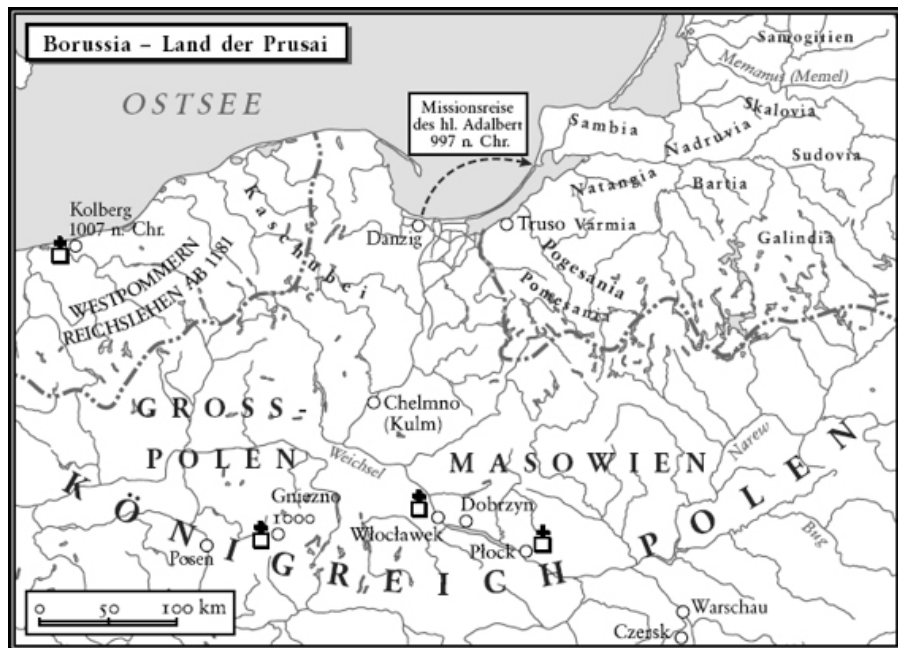 Borussia – Land der Prusai
OSTSEE
Missionsreise
des hl. Adalbert
997 n. Chr.
Samogitien
Memanus (Memel)
Skalovia
Sambia
Nadruvia
Sudovia
Natangia
Bartia
Kolberg
1007 n. Chr.
Kaschubei
Danzig
Truso
Varmia
Galindia
Pogesania
Pomesania
WESTPOMMERN
REICHSLEHEN AB 1181
GROSS-
POLEN
Chelmno
(Kulm)
Weichsel
MASOWIEN
Narew
Bug
KÖNIGREICH POLEN
Gniezno
1000
Posen
Włocławek
Dobrzyn
Płock
Warschau
Czersk
0 50 100 km